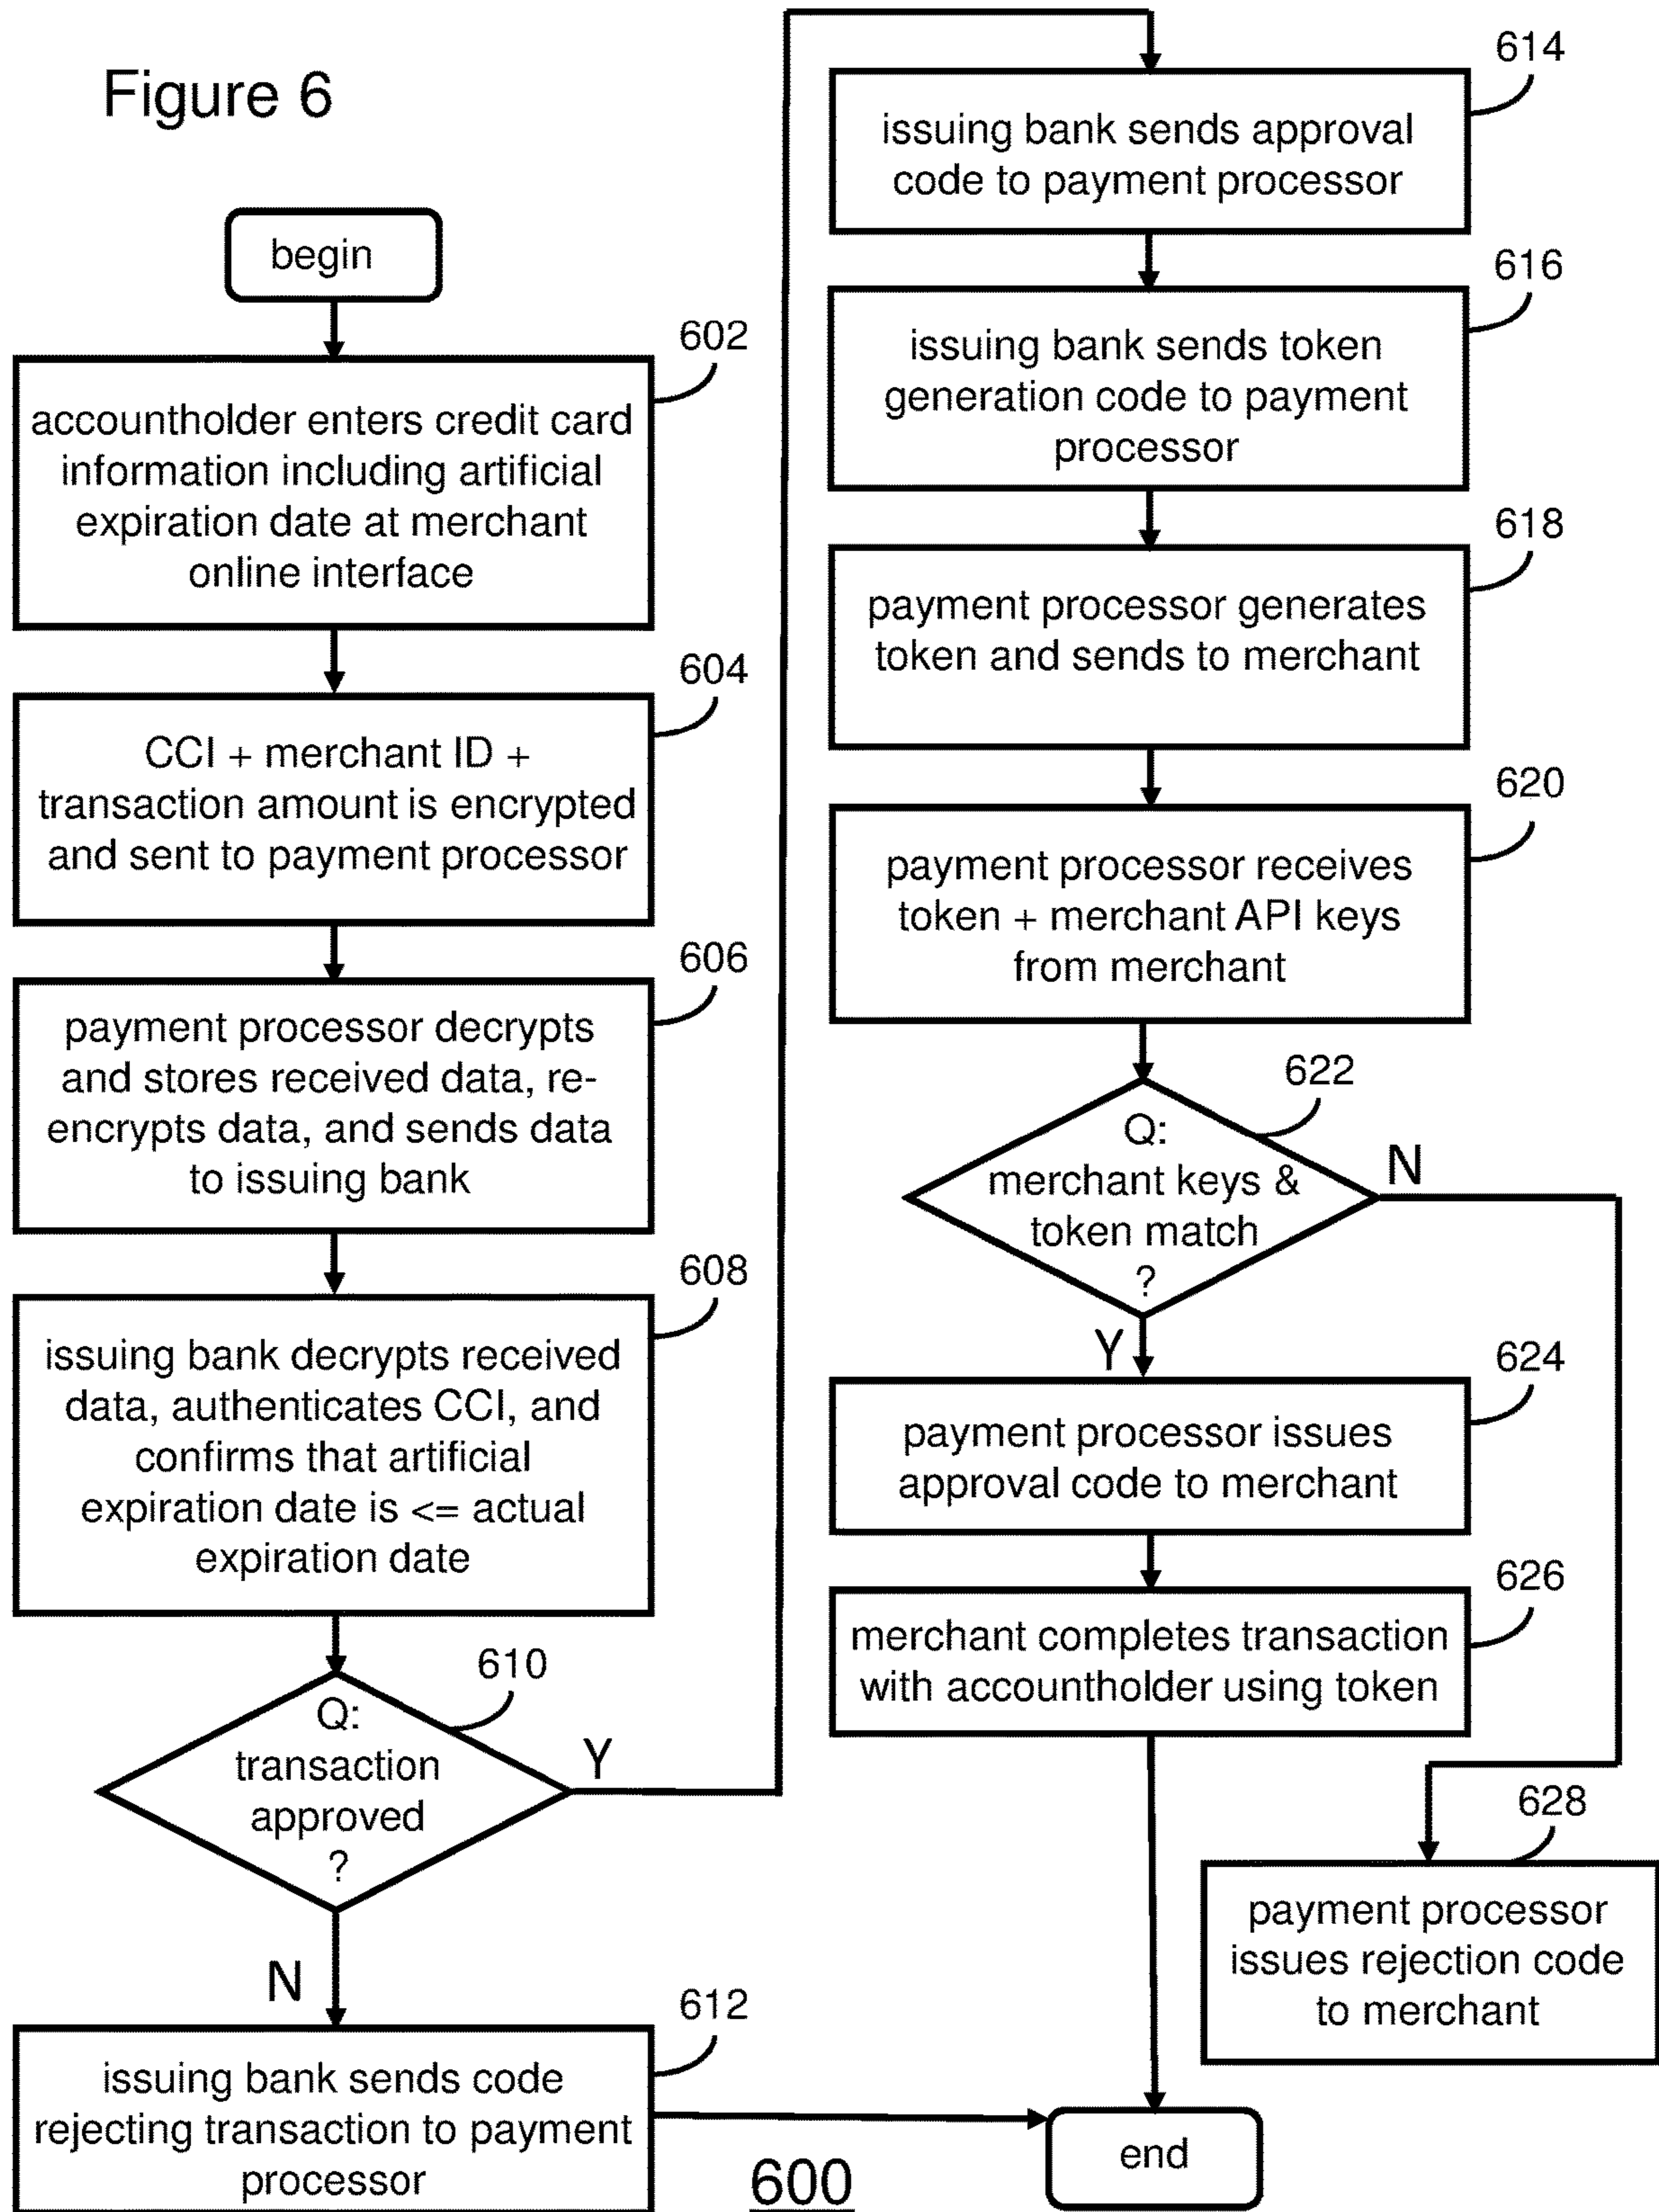 Figure 6
begin
602
accountholder enters credit card
information including artificial
expiration date at merchant
online interface
604
CCI + merchant ID +
transaction amount is encrypted
and sent to payment processor
606
payment processor decrypts
and stores received data, re-
encrypts data, and sends data
to issuing bank
608
issuing bank decrypts received
data, authenticates CCI, and
confirms that artificial
expiration date is <= actual
expiration date
610
Q:
transaction
approved
?
Y
N
612
issuing bank sends code
rejecting transaction to payment
processor
614
issuing bank sends approval
code to payment processor
616
issuing bank sends token
generation code to payment
processor
618
payment processor generates
token and sends to merchant
620
payment processor receives
token + merchant API keys
from merchant
622
Q:
merchant keys &
token match
?
N
Y
624
payment processor issues
approval code to merchant
626
merchant completes transaction
with accountholder using token
628
payment processor
issues rejection code
to merchant
end
600